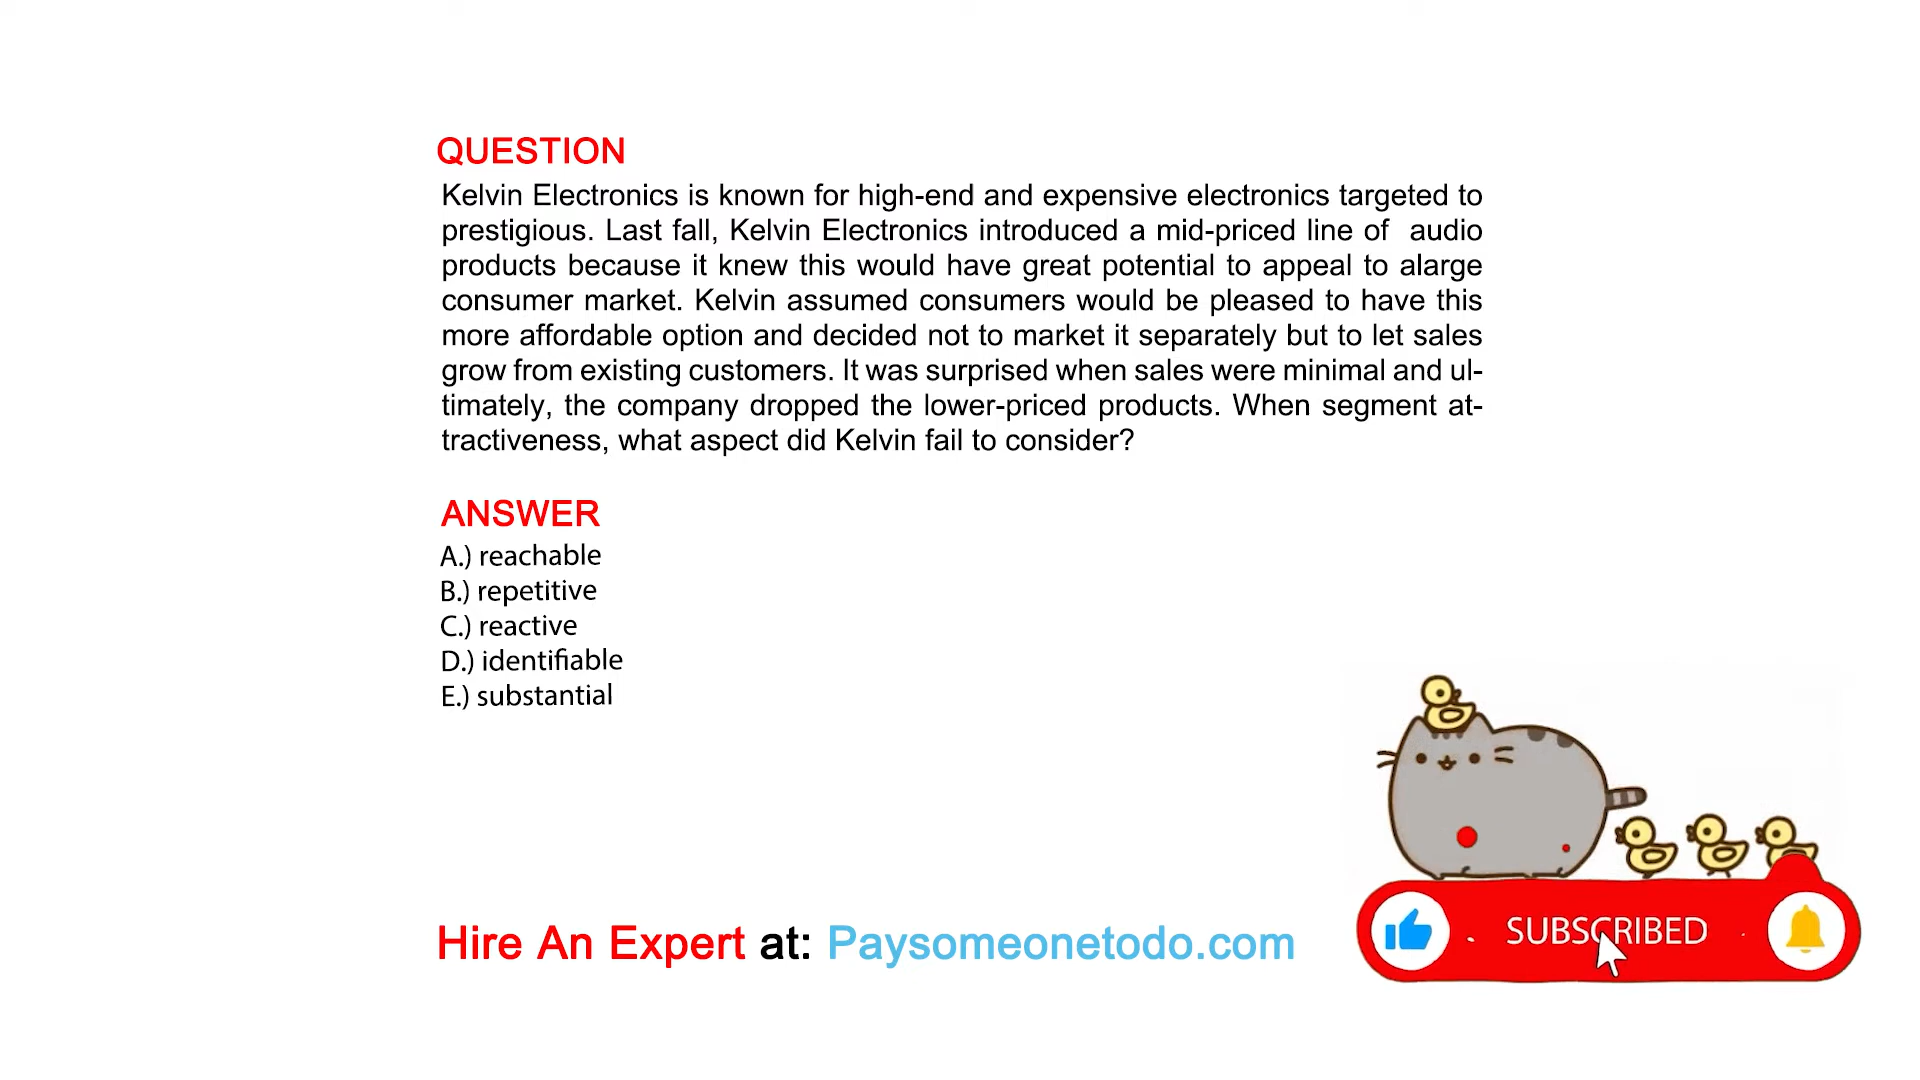 QUESTION
Kelvin Electronics is known for high-end and expensive electronics targeted to
prestigious. Last fall, Kelvin Electronics introduced a mid-priced line of audio
products because it knew this would have great potential to appeal to alarge
consumer market. Kelvin assumed consumers would be pleased to have this
more affordable option and decided not to market it separately but to let sales
grow from existing customers. It was surprised when sales were minimal and ul-
timately, the company dropped the lower-priced products. When segment at-
tractiveness, what aspect did Kelvin fail to consider?
ANSWER
A.) reachable
B.) repetitive
C.) reactive
D.) identifiable
E.) substantial
Hire An Expert at: Paysomeonetodo.com
SUBSCRIBED